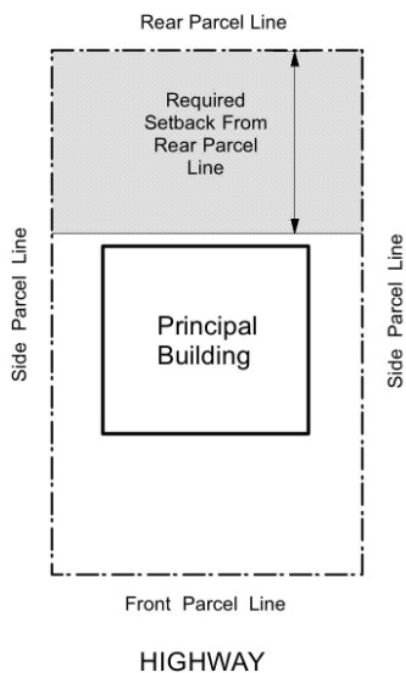 Rear Parcel Line
Required
Setback From
Rear Parcel
Line
Side Parcel Line
Side Parcel Line
Principal
Building
Front Parcel Line
HIGHWAY